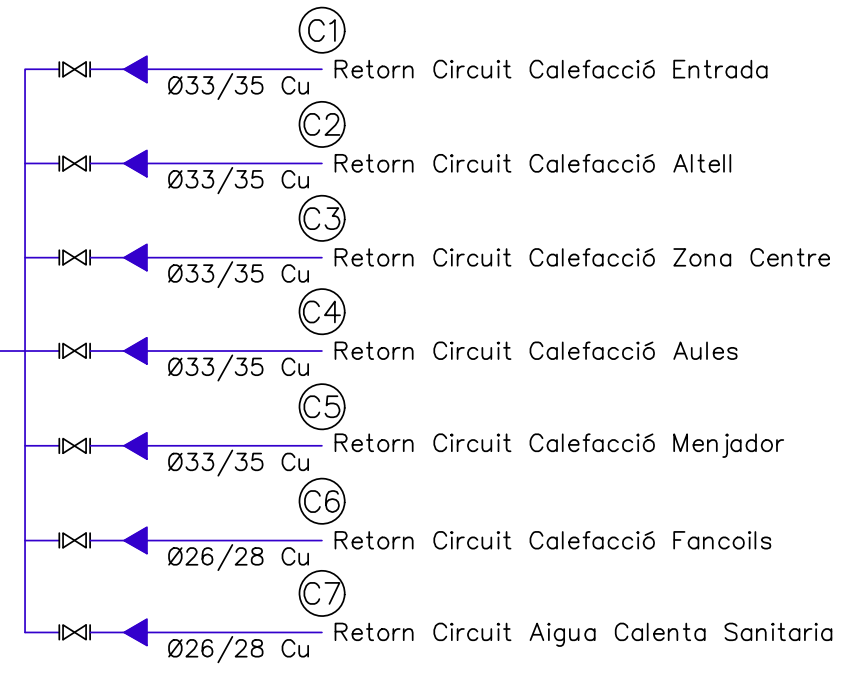 C1
Retorn Circuit Calefacció Entrada
Ø33/35 Cu
C2
Retorn Circuit Calefacció Altell
Ø33/35 Cu
C3
Retorn Circuit Calefacció Zona Centre
Ø33/35 Cu
C4
Retorn Circuit Calefacció Aules
Ø33/35 Cu
C5
Retorn Circuit Calefacció Menjador
Ø33/35 Cu
C6
Retorn Circuit Calefacció Fancoils
Ø26/28 Cu
C7
Retorn Circuit Aigua Calenta Sanitaria
Ø26/28 Cu